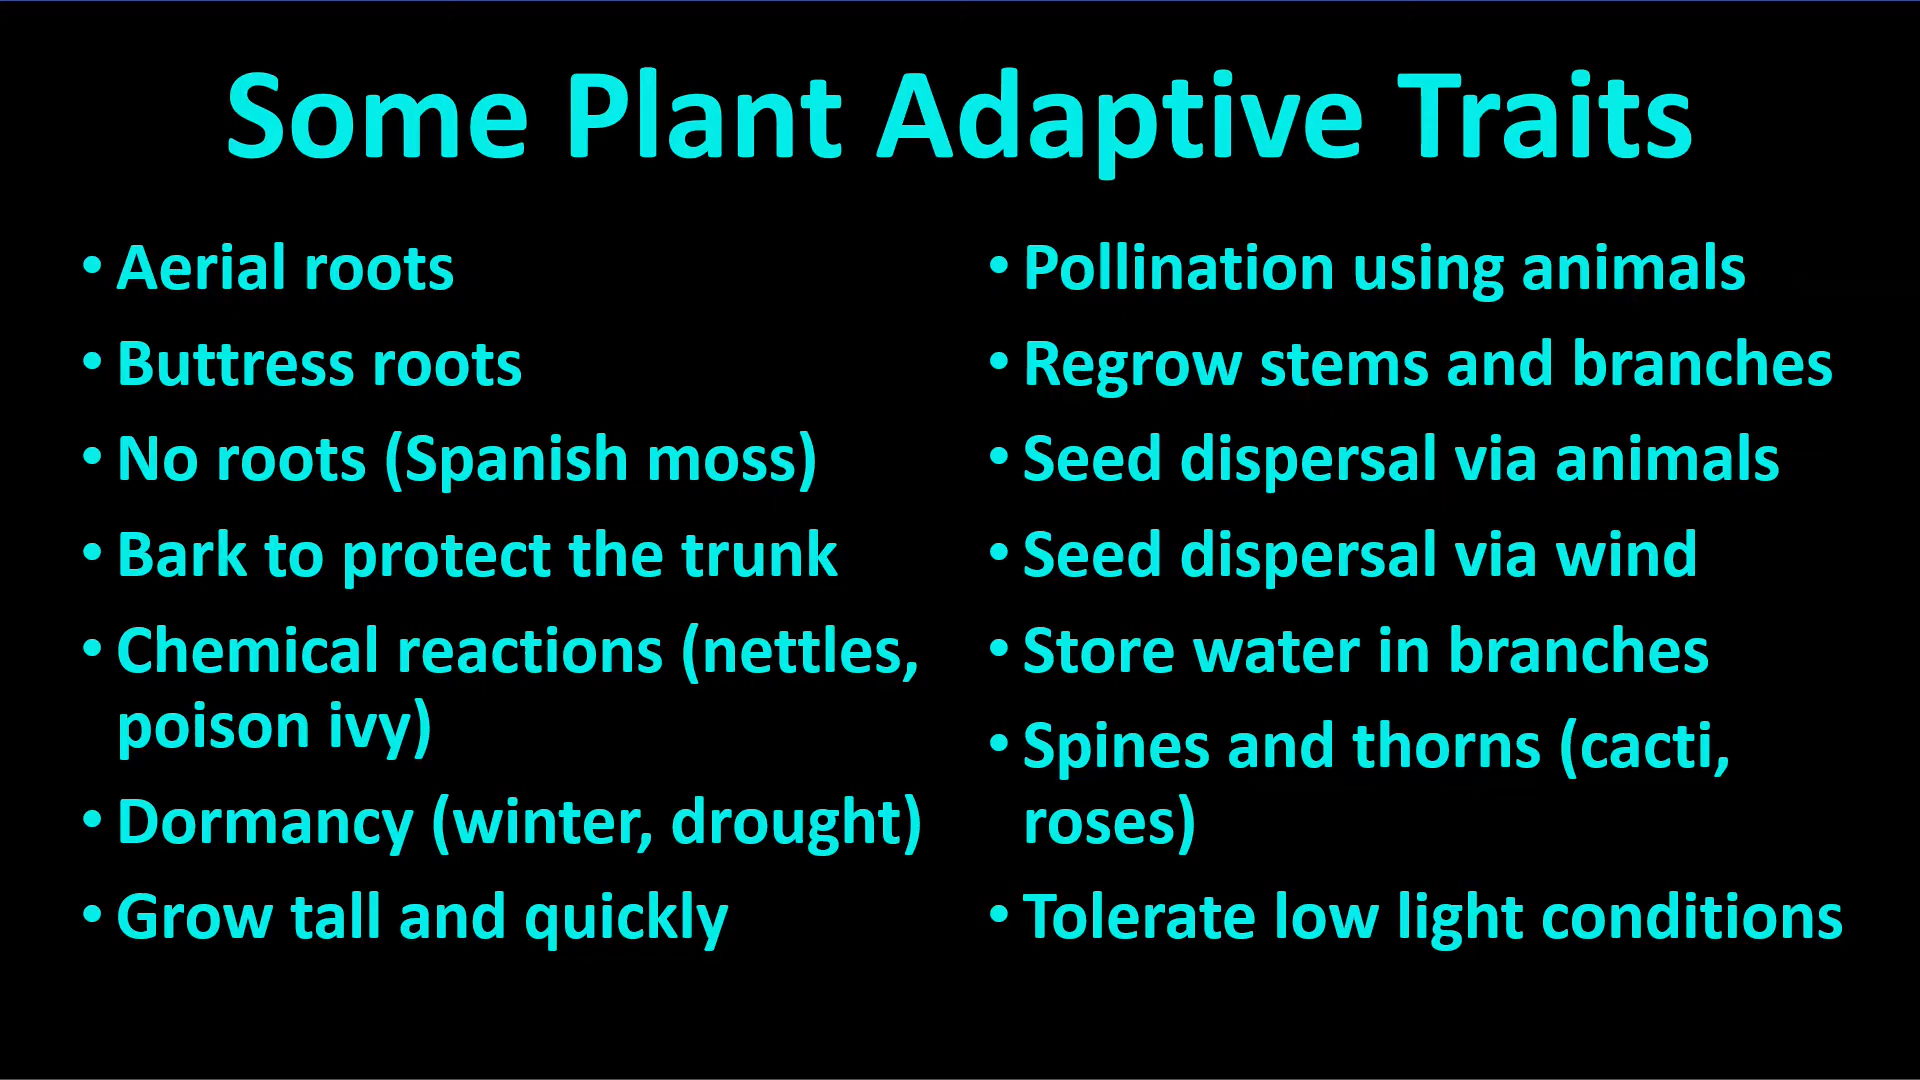 Some Plant Adaptive Traits
• Aerial roots
• Buttress roots
• No roots (Spanish moss)
• Bark to protect the trunk
• Chemical reactions (nettles,
poison ivy)
• Dormancy (winter, drought)
• Grow tall and quickly
• Pollination using animals
• Regrow stems and branches
• Seed dispersal via animals
• Seed dispersal via wind
• Store water in branches
• Spines and thorns (cacti,
roses)
• Tolerate low light conditions